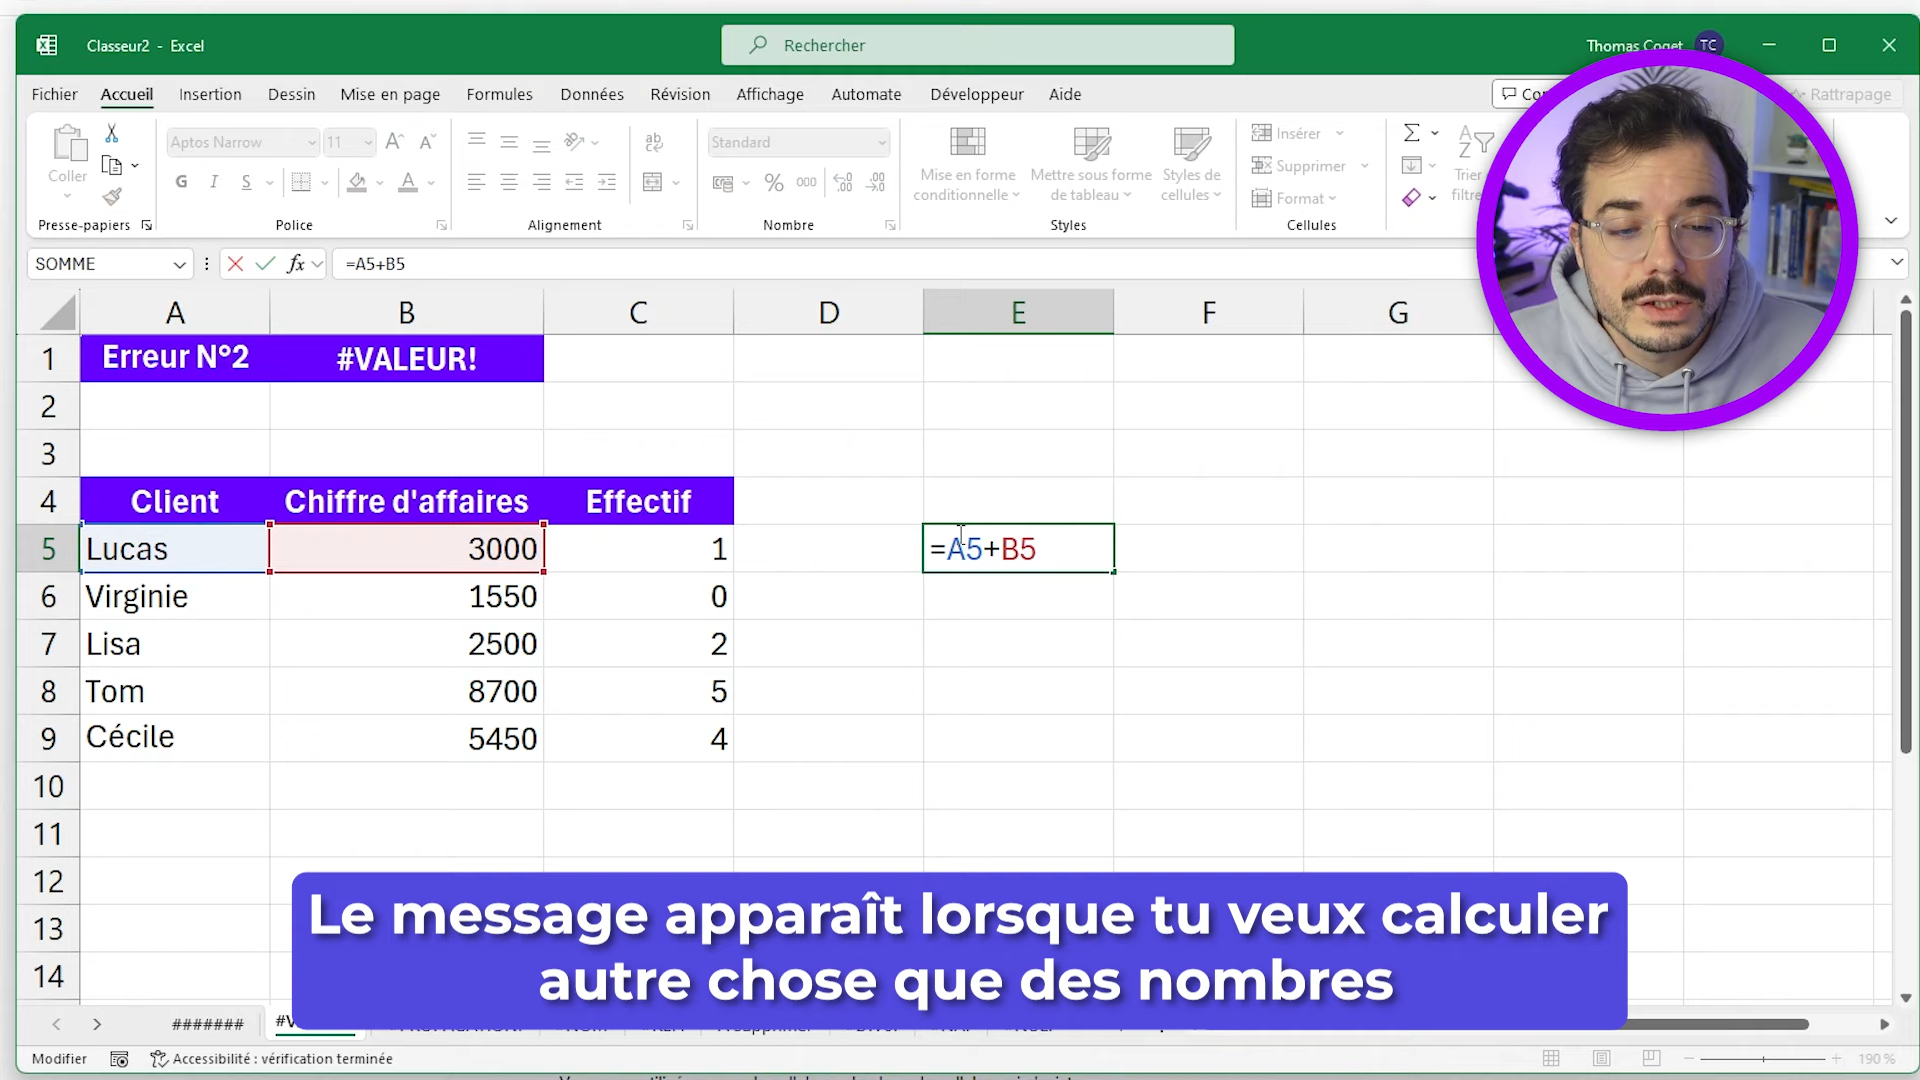 Classeur2 - Excel
Rechercher
Thomas Coget TC
Fichier Accueil Insertion Dessin Mise en page Formules Données Révision Affichage Automate Développeur Aide
Rattrapage
Coller
Presse-papiers
Aptos Narrow 11
G I S
Police
Alignement
Standard
% 000
Nombre
Mise en forme conditionnelle
Mettre sous forme de tableau
Styles de cellules
Styles
Insérer
Supprimer
Format
Cellules
Trier
SOMME
fx
=A5+B5
A B C D E F G
1 Erreur N°2 #VALEUR!
2
3
4 Client Chiffre d'affaires Effectif
5 Lucas 3000 1 =A5+B5
6 Virginie 1550 0
7 Lisa 2500 2
8 Tom 8700 5
9 Cécile 5450 4
10
11
12
13
14
Le message apparaît lorsque tu veux calculer
autre chose que des nombres
#######
Modifier Accessibilité : vérification terminée 190 %